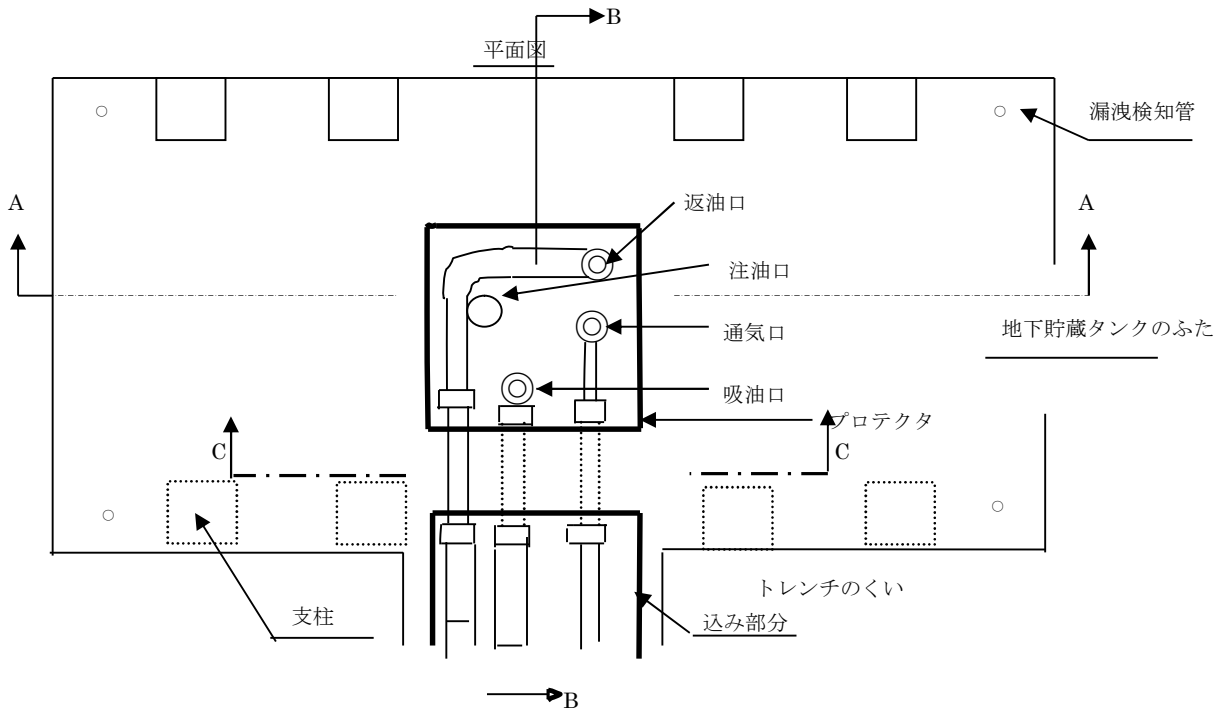 B
平面図
漏洩検知管
A
A
返油口
注油口
通気口
地下貯蔵タンクのふた
吸油口
プロテクタ
C
C
トレンチのくい
込み部分
支柱
B